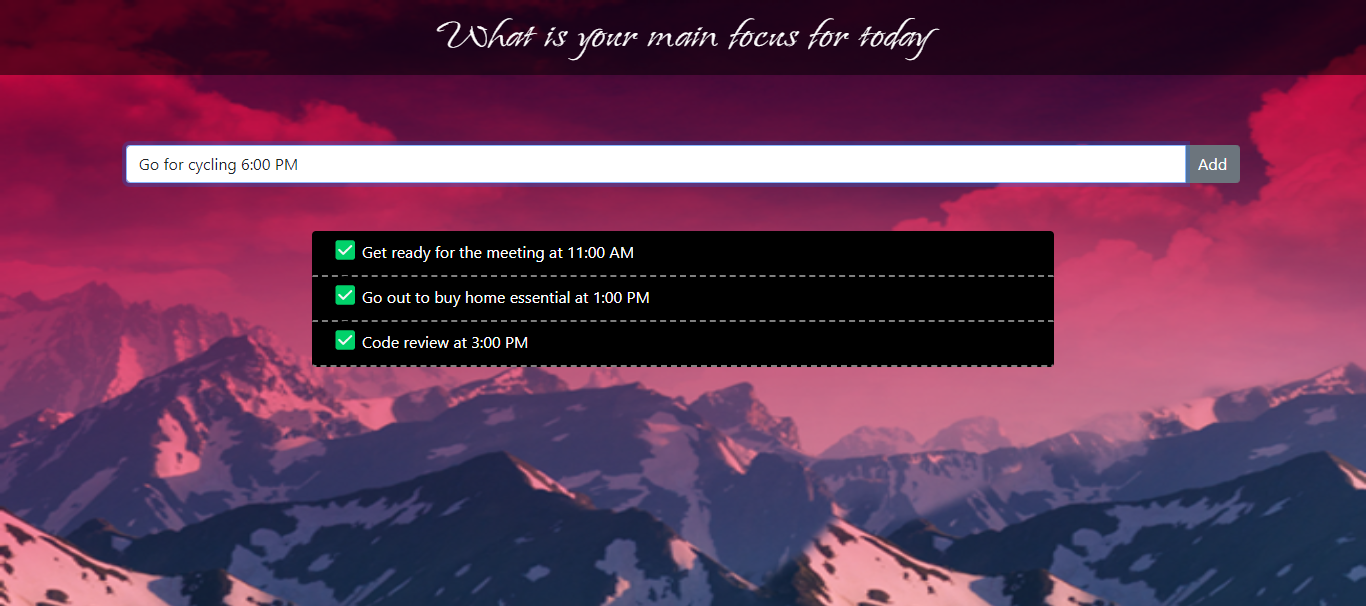 What is your main focus for today
Go for cycling 6:00 PM
Add
Get ready for the meeting at 11:00 AM
Go out to buy home essential at 1:00 PM
Code review at 3:00 PM